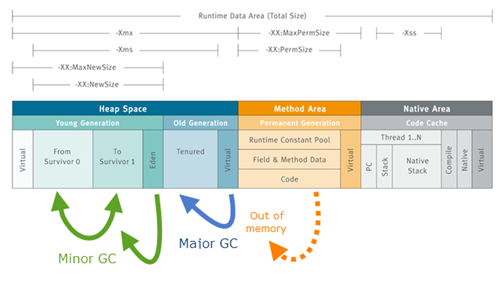 Runtime Data Area (Total Size)
-Xmx
-XX:MaxPermSize
-Xss
-Xms
-XX:PermSize
-XX:MaxNewSize
-XX:NewSize
Heap Space
Method Area
Native Area
Young Generation
Old Generation
Permanent Generation
Code Cache
Virtual
From
Survivor 0
To
Survivor 1
Eden
Tenured
Virtual
Runtime Constant Pool
Field & Method Data
Code
Virtual
Thread 1..N
PC
Stack
Native
Stack
Compile
Native
Virtual
Minor GC
Major GC
Out of
memory